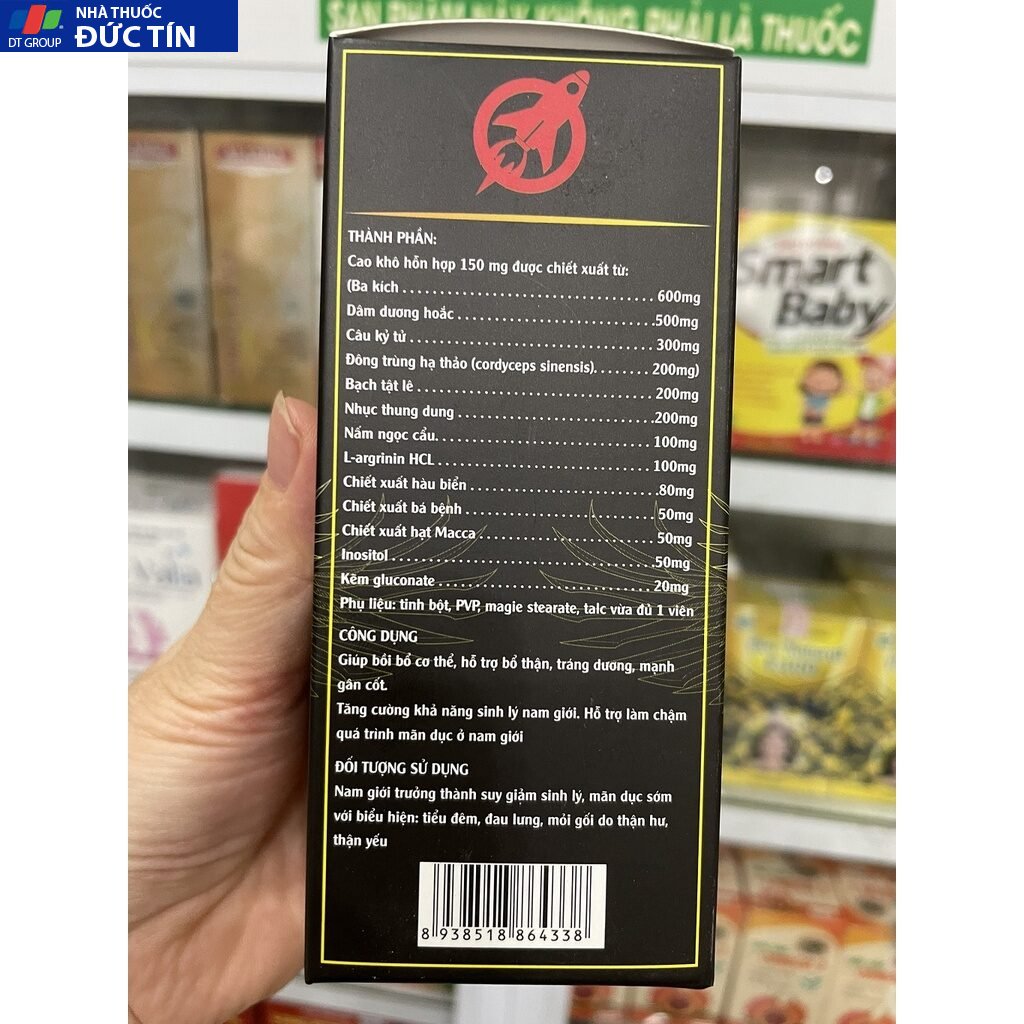 NHÀ THUỐC
ĐỨC TÍN
DT GROUP
SẢN PHẨM NÀY KHÔNG PHẢI LÀ THUỐC
THÀNH PHẦN:
Cao khô hỗn hợp 150 mg được chiết xuất từ:
(Ba kích . . . . . . . . . . . . . . . . . . . . . . . . . . . . . . . . . . . . 600mg
Dâm dương hoắc . . . . . . . . . . . . . . . . . . . . . . . . . . . . .500mg
Câu kỷ tử . . . . . . . . . . . . . . . . . . . . . . . . . . . . . . . . . . . 300mg
Đông trùng hạ thảo (cordyceps sinensis). . . . . . . . 200mg)
Bạch tật lê . . . . . . . . . . . . . . . . . . . . . . . . . . . . . . . . . . 200mg
Nhục thung dung . . . . . . . . . . . . . . . . . . . . . . . . . . . . .200mg
Nấm ngọc cẩu. . . . . . . . . . . . . . . . . . . . . . . . . . . . . . . 100mg
L-argrinin HCL . . . . . . . . . . . . . . . . . . . . . . . . . . . . . . . 100mg
Chiết xuất hàu biển . . . . . . . . . . . . . . . . . . . . . . . . . . . .80mg
Chiết xuất bá bệnh . . . . . . . . . . . . . . . . . . . . . . . . . . . . 50mg
Chiết xuất hạt Macca . . . . . . . . . . . . . . . . . . . . . . . . . . 50mg
Inositol . . . . . . . . . . . . . . . . . . . . . . . . . . . . . . . . . . . . . .50mg
Kẽm gluconate . . . . . . . . . . . . . . . . . . . . . . . . . . . . . . . 20mg
Phụ liệu: tinh bột, PVP, magie stearate, talc vừa đủ 1 viên
CÔNG DỤNG
Giúp bồi bổ cơ thể, hỗ trợ bổ thận, tráng dương, mạnh
gân cốt.
Tăng cường khả năng sinh lý nam giới. Hỗ trợ làm chậm
quá trình mãn dục ở nam giới
ĐỐI TƯỢNG SỬ DỤNG
Nam giới trưởng thành suy giảm sinh lý, mãn dục sớm
với biểu hiện: tiểu đêm, đau lưng, mỏi gối do thận hư,
thận yếu
8 938518 864338
Smart
Baby